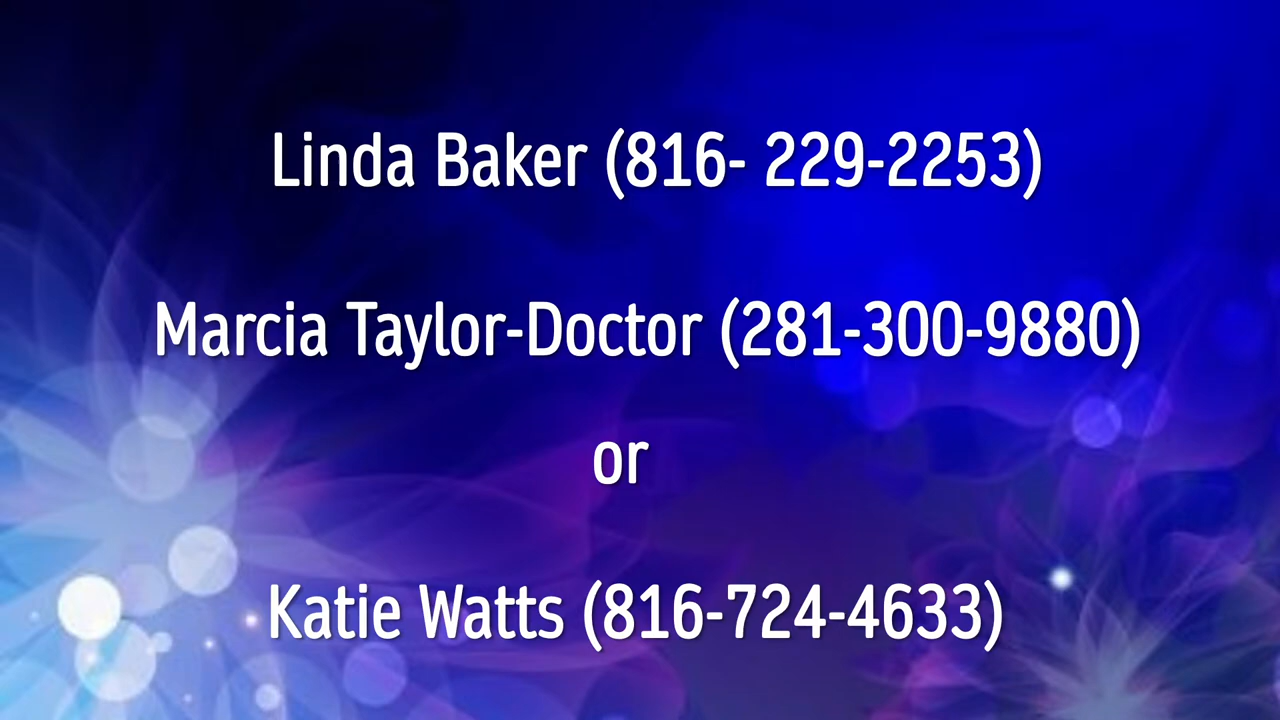 Linda Baker (816- 229-2253)
Marcia Taylor-Doctor (281-300-9880)
or
Katie Watts (816-724-4633)